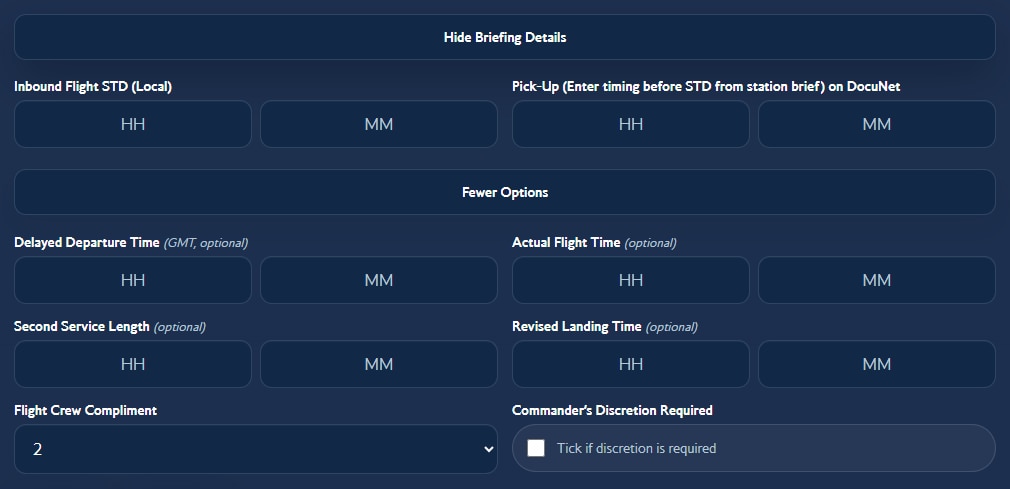 Hide Briefing Details
Inbound Flight STD (Local)
Pick-Up (Enter timing before STD from station brief) on DocuNet
HH MM HH MM
Fewer Options
Delayed Departure Time (GMT, optional)
Actual Flight Time (optional)
HH MM HH MM
Second Service Length (optional)
Revised Landing Time (optional)
HH MM HH MM
Flight Crew Compliment
Commander's Discretion Required
2
Tick if discretion is required